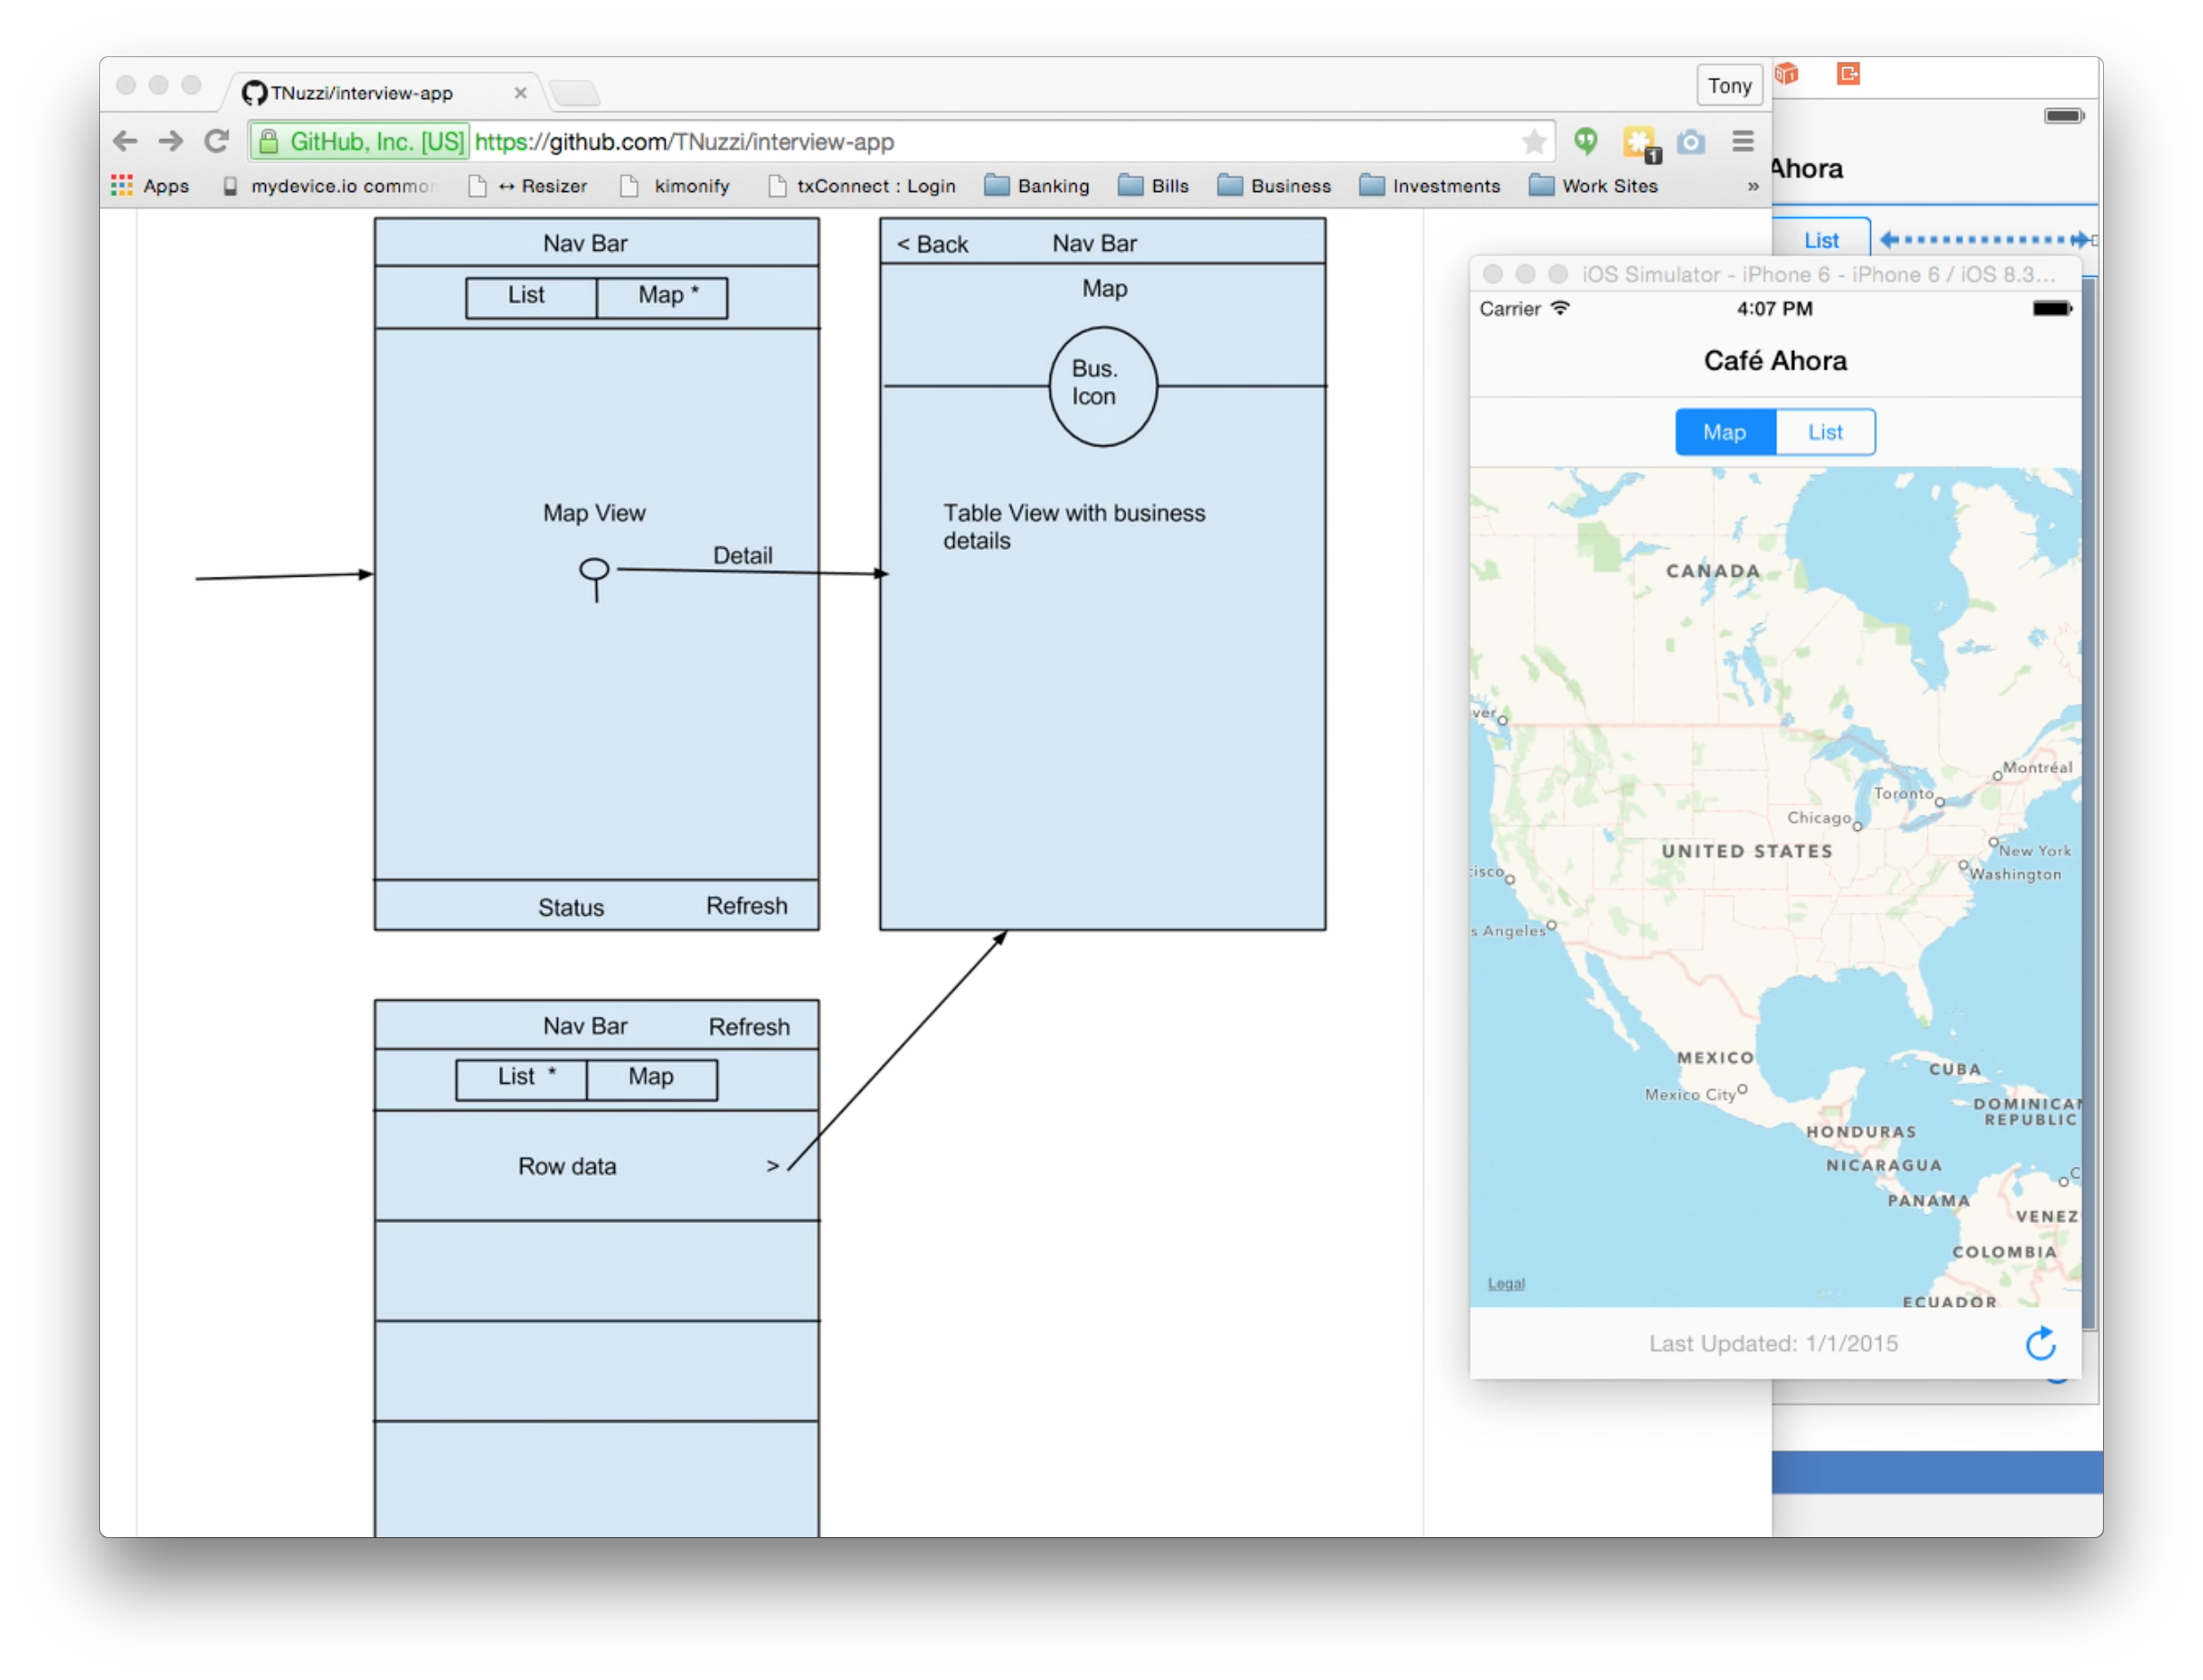 TNuzzi/interview-app
Tony
GitHub, Inc. [US] https://github.com/TNuzzi/interview-app
1
Apps mydevice.io common ↔ Resizer kimonify txConnect : Login Banking Bills Business Investments Work Sites »
Nav Bar
List Map *
Map View
Detail
Status Refresh
< Back Nav Bar
Map
Bus.
Icon
Table View with business
details
Nav Bar Refresh
List * Map
Row data >
Ahora
List
iOS Simulator - iPhone 6 - iPhone 6 / iOS 8.3...
Carrier 4:07 PM
Café Ahora
Map List
CANADA
ver
Montréal
Toronto
Chicago
UNITED STATES
New York
Washington
cisco
s Angeles
MEXICO
Mexico City
CUBA
DOMINICAN
REPUBLIC
HONDURAS
NICARAGUA
PANAMA
C
VENEZ
COLOMBIA
Legal
ECUADOR
Last Updated: 1/1/2015